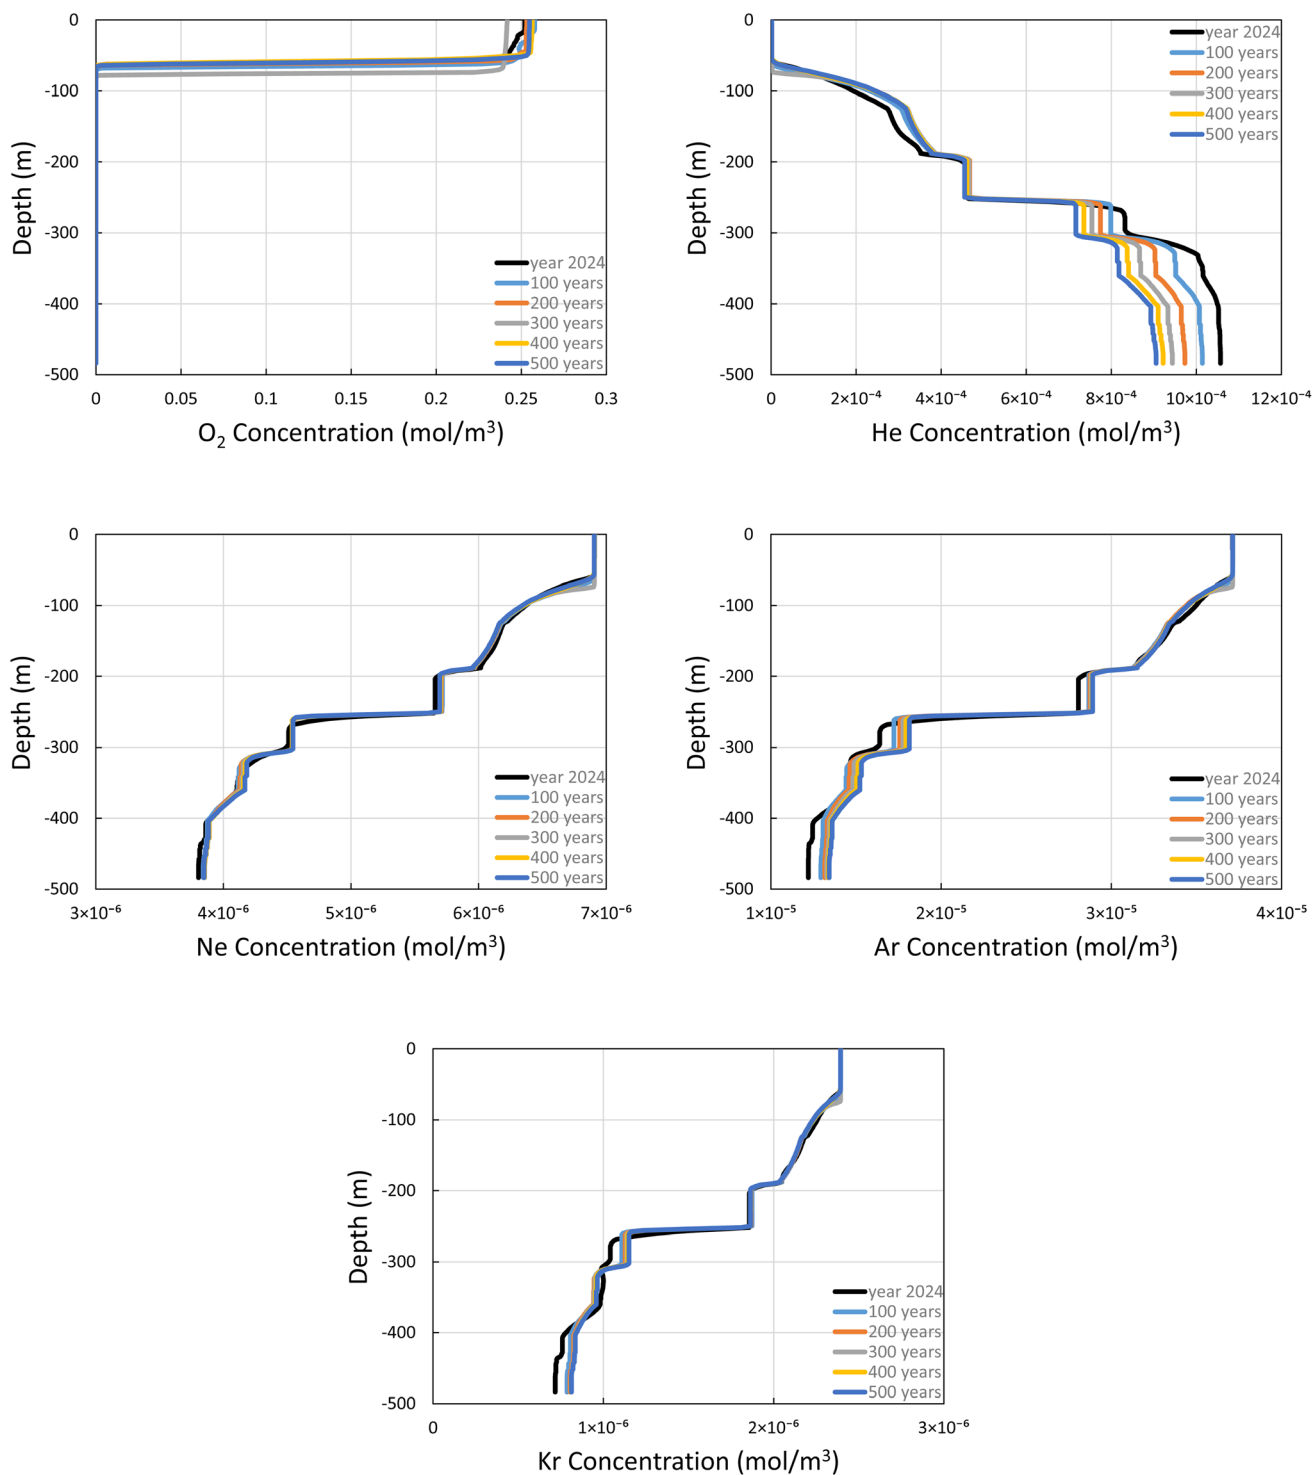 0
-100
-200
-300
-400
-500
Depth (m)
year 2024
100 years
200 years
300 years
400 years
500 years
0
0.05
0.1
0.15
0.2
0.25
0.3
O₂ Concentration (mol/m³)
0
-100
-200
-300
-400
-500
Depth (m)
year 2024
100 years
200 years
300 years
400 years
500 years
0
2×10⁻⁴
4×10⁻⁴
6×10⁻⁴
8×10⁻⁴
10×10⁻⁴
12×10⁻⁴
He Concentration (mol/m³)
0
-100
-200
-300
-400
-500
Depth (m)
year 2024
100 years
200 years
300 years
400 years
500 years
3×10⁻⁶
4×10⁻⁶
5×10⁻⁶
6×10⁻⁶
7×10⁻⁶
Ne Concentration (mol/m³)
0
-100
-200
-300
-400
-500
Depth (m)
year 2024
100 years
200 years
300 years
400 years
500 years
1×10⁻⁵
2×10⁻⁵
3×10⁻⁵
4×10⁻⁵
Ar Concentration (mol/m³)
0
-100
-200
-300
-400
-500
Depth (m)
year 2024
100 years
200 years
300 years
400 years
500 years
0
1×10⁻⁶
2×10⁻⁶
3×10⁻⁶
Kr Concentration (mol/m³)